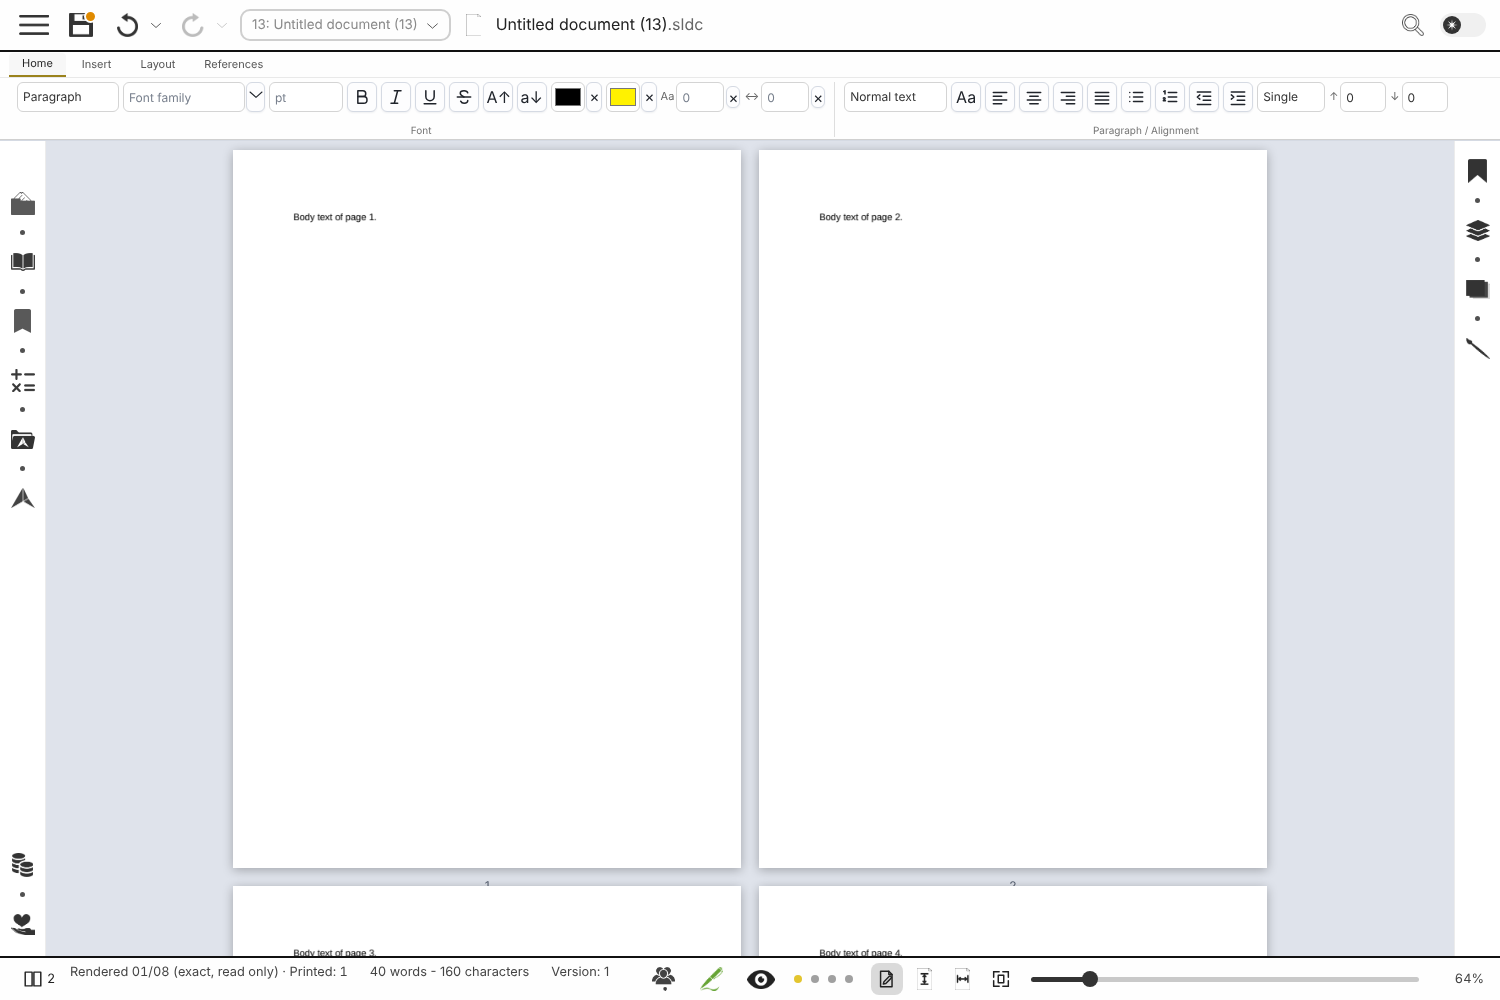 13: Untitled document (13)
Untitled document (13).sldc
Home Insert Layout References
Paragraph Font family pt B I U S A↑ a↓ × × Aa 0 × ↔ 0 × Normal text Aa Single ↑ 0 ↓ 0
Font Paragraph / Alignment
Body text of page 1. Body text of page 2.
1 2
Body text of page 3. Body text of page 4.
2 Rendered 01/08 (exact, read only) · Printed: 1 40 words - 160 characters Version: 1 64%